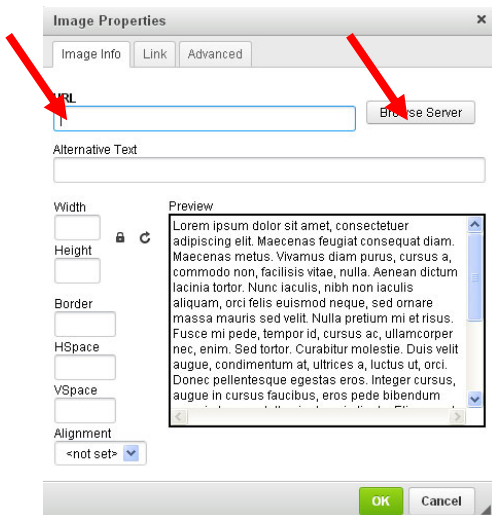 Image Properties ×
Image Info Link Advanced
URL
Browse Server
Alternative Text
Width
Height
Border
HSpace
VSpace
Alignment
<not set>
Preview
Lorem ipsum dolor sit amet, consectetuer
adipiscing elit. Maecenas feugiat consequat diam.
Maecenas metus. Vivamus diam purus, cursus a,
commodo non, facilisis vitae, nulla. Aenean dictum
lacinia tortor. Nunc iaculis, nibh non iaculis
aliquam, orci felis euismod neque, sed ornare
massa mauris sed velit. Nulla pretium mi et risus.
Fusce mi pede, tempor id, cursus ac, ullamcorper
nec, enim. Sed tortor. Curabitur molestie. Duis velit
augue, condimentum at, ultrices a, luctus ut, orci.
Donec pellentesque egestas eros. Integer cursus,
augue in cursus faucibus, eros pede bibendum
OK Cancel